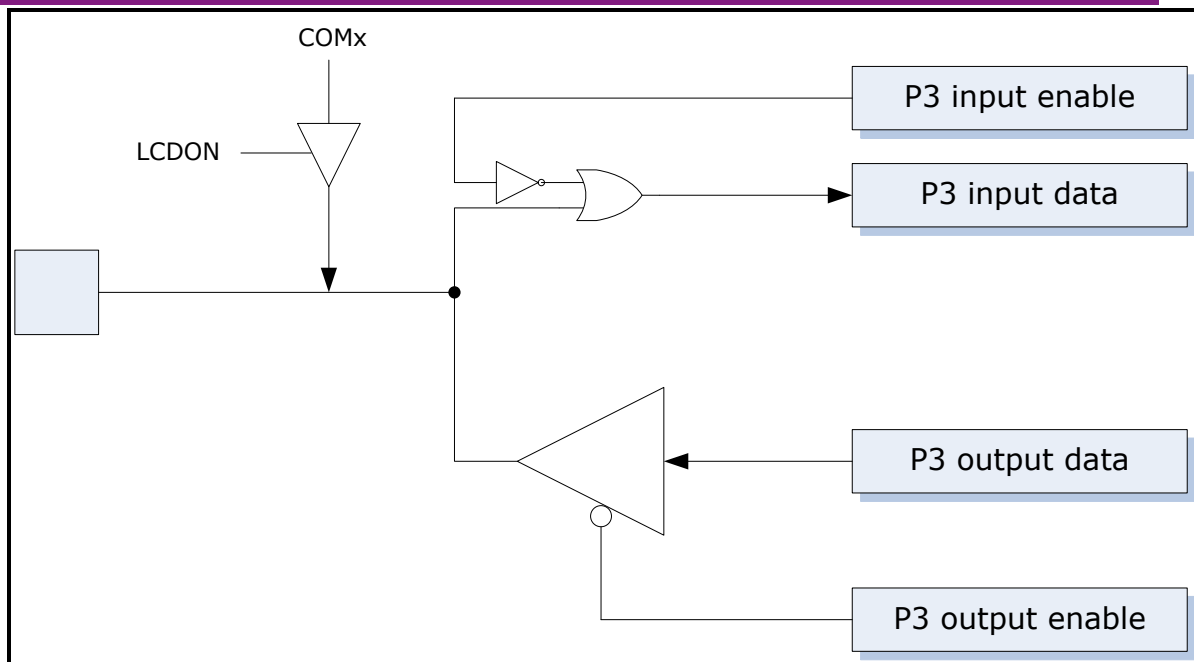 COMx
P3 input enable
LCDON
P3 input data
P3 output data
P3 output enable